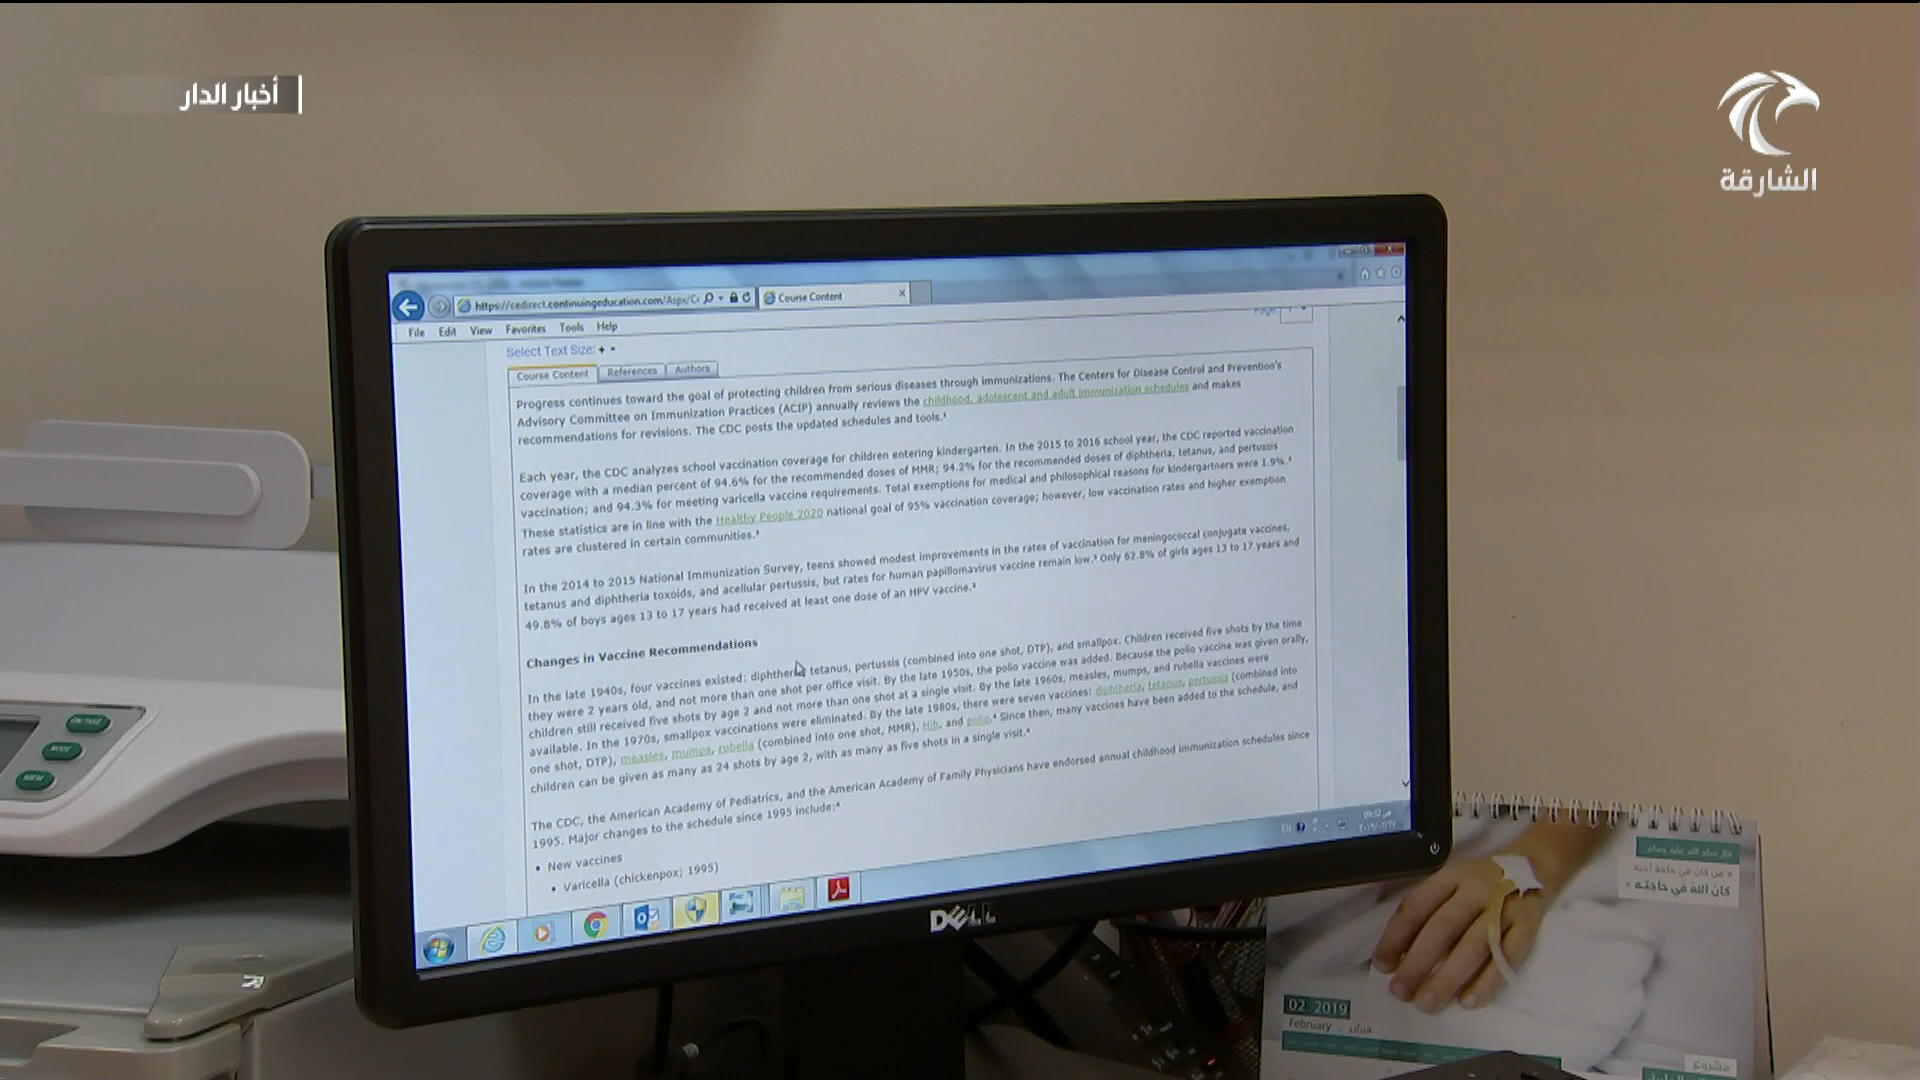 أخبار الدار
الشارقة
https://cedirect.continuingeducation.com/Aspx/C
Course Content
File Edit View Favorites Tools Help
Select Text Size: + -
Course Content References Authors
Progress continues toward the goal of protecting children from serious diseases through immunizations. The Centers for Disease Control and Prevention's
Advisory Committee on Immunization Practices (ACIP) annually reviews the childhood, adolescent and adult immunization schedules and makes
recommendations for revisions. The CDC posts the updated schedules and tools.¹
Each year, the CDC analyzes school vaccination coverage for children entering kindergarten. In the 2015 to 2016 school year, the CDC reported vaccination
coverage with a median percent of 94.6% for the recommended doses of MMR; 94.2% for the recommended doses of diphtheria, tetanus, and pertussis
vaccination; and 94.3% for meeting varicella vaccine requirements. Total exemptions for medical and philosophical reasons for kindergartners were 1.9%.
These statistics are in line with the Healthy People 2020 national goal of 95% vaccination coverage; however, low vaccination rates and higher exemption
rates are clustered in certain communities.
In the 2014 to 2015 National Immunization Survey, teens showed modest improvements in the rates of vaccination for meningococcal conjugate vaccines,
tetanus and diphtheria toxoids, and acellular pertussis, but rates for human papillomavirus vaccine remain low. Only 62.8% of girls ages 13 to 17 years and
49.8% of boys ages 13 to 17 years had received at least one dose of an HPV vaccine.
Changes in Vaccine Recommendations
In the late 1940s, four vaccines existed: diphtheria, tetanus, pertussis (combined into one shot, DTP), and smallpox. Children received five shots by the time
they were 2 years old, and not more than one shot per office visit. By the late 1950s, the polio vaccine was added. Because the polio vaccine was given orally,
children still received five shots by age 2 and not more than one shot at a single visit. By the late 1960s, measles, mumps, and rubella vaccines were
available. In the 1970s, smallpox vaccinations were eliminated. By the late 1980s, there were seven vaccines: diphtheria, tetanus, pertussis (combined into
one shot, DTP), measles, mumps, rubella (combined into one shot, MMR), Hib, and polio. Since then, many vaccines have been added to the schedule, and
children can be given as many as 24 shots by age 2, with as many as five shots in a single visit.
The CDC, the American Academy of Pediatrics, and the American Academy of Family Physicians have endorsed annual childhood immunization schedules since
1995. Major changes to the schedule since 1995 include:
• New vaccines
• Varicella (chickenpox; 1995)
EN
DELL
قال صلى الله عليه وسلم
« من كان في حاجة أخيه
كان الله في حاجته »
02 2019
February فبراير
مشروع